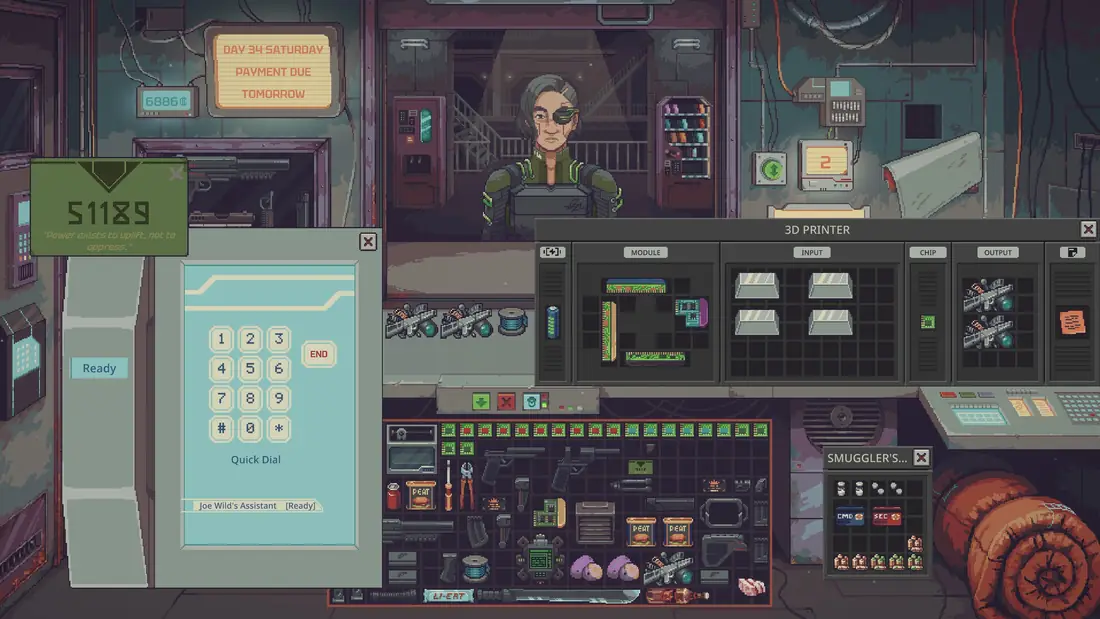 DAY 34 SATURDAY
PAYMENT DUE
TOMORROW
6886¢
2
51189
"Power exists to uplift, not to
oppress."
3D PRINTER
[+]
MODULE
INPUT
CHIP
OUTPUT
1 2 3
END
4 5 6
7 8 9
# 0 *
Ready
Quick Dial
Joe Wild's Assistant [Ready]
SMUGGLER'S...
CMD
SEC
PEAT
PEAT
PEAT
LI-EAT